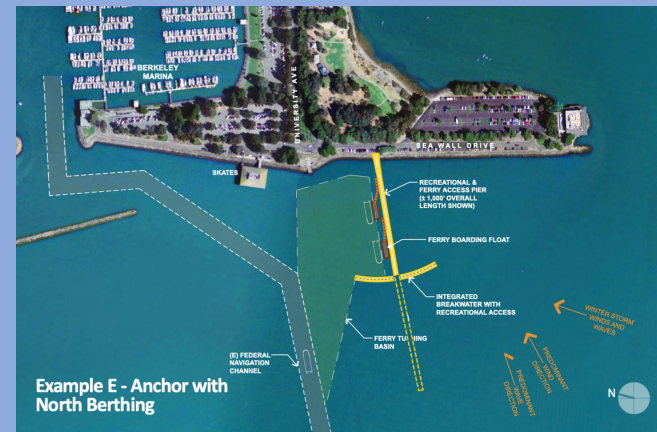 BERKELEY
MARINA
UNIVERSITY AVE
SEA WALL DRIVE
SKATES
RECREATIONAL &
FERRY ACCESS PIER
(± 1,000' OVERALL
LENGTH SHOWN)
FERRY BOARDING FLOAT
INTEGRATED
BREAKWATER WITH
RECREATIONAL ACCESS
WINTER STORM
WINDS AND
WAVES
FERRY TURNING
BASIN
(E) FEDERAL
NAVIGATION
CHANNEL
PREDOMINANT
WIND
DIRECTION
PREDOMINANT
WAVE
DIRECTION
N
Example E - Anchor with
North Berthing